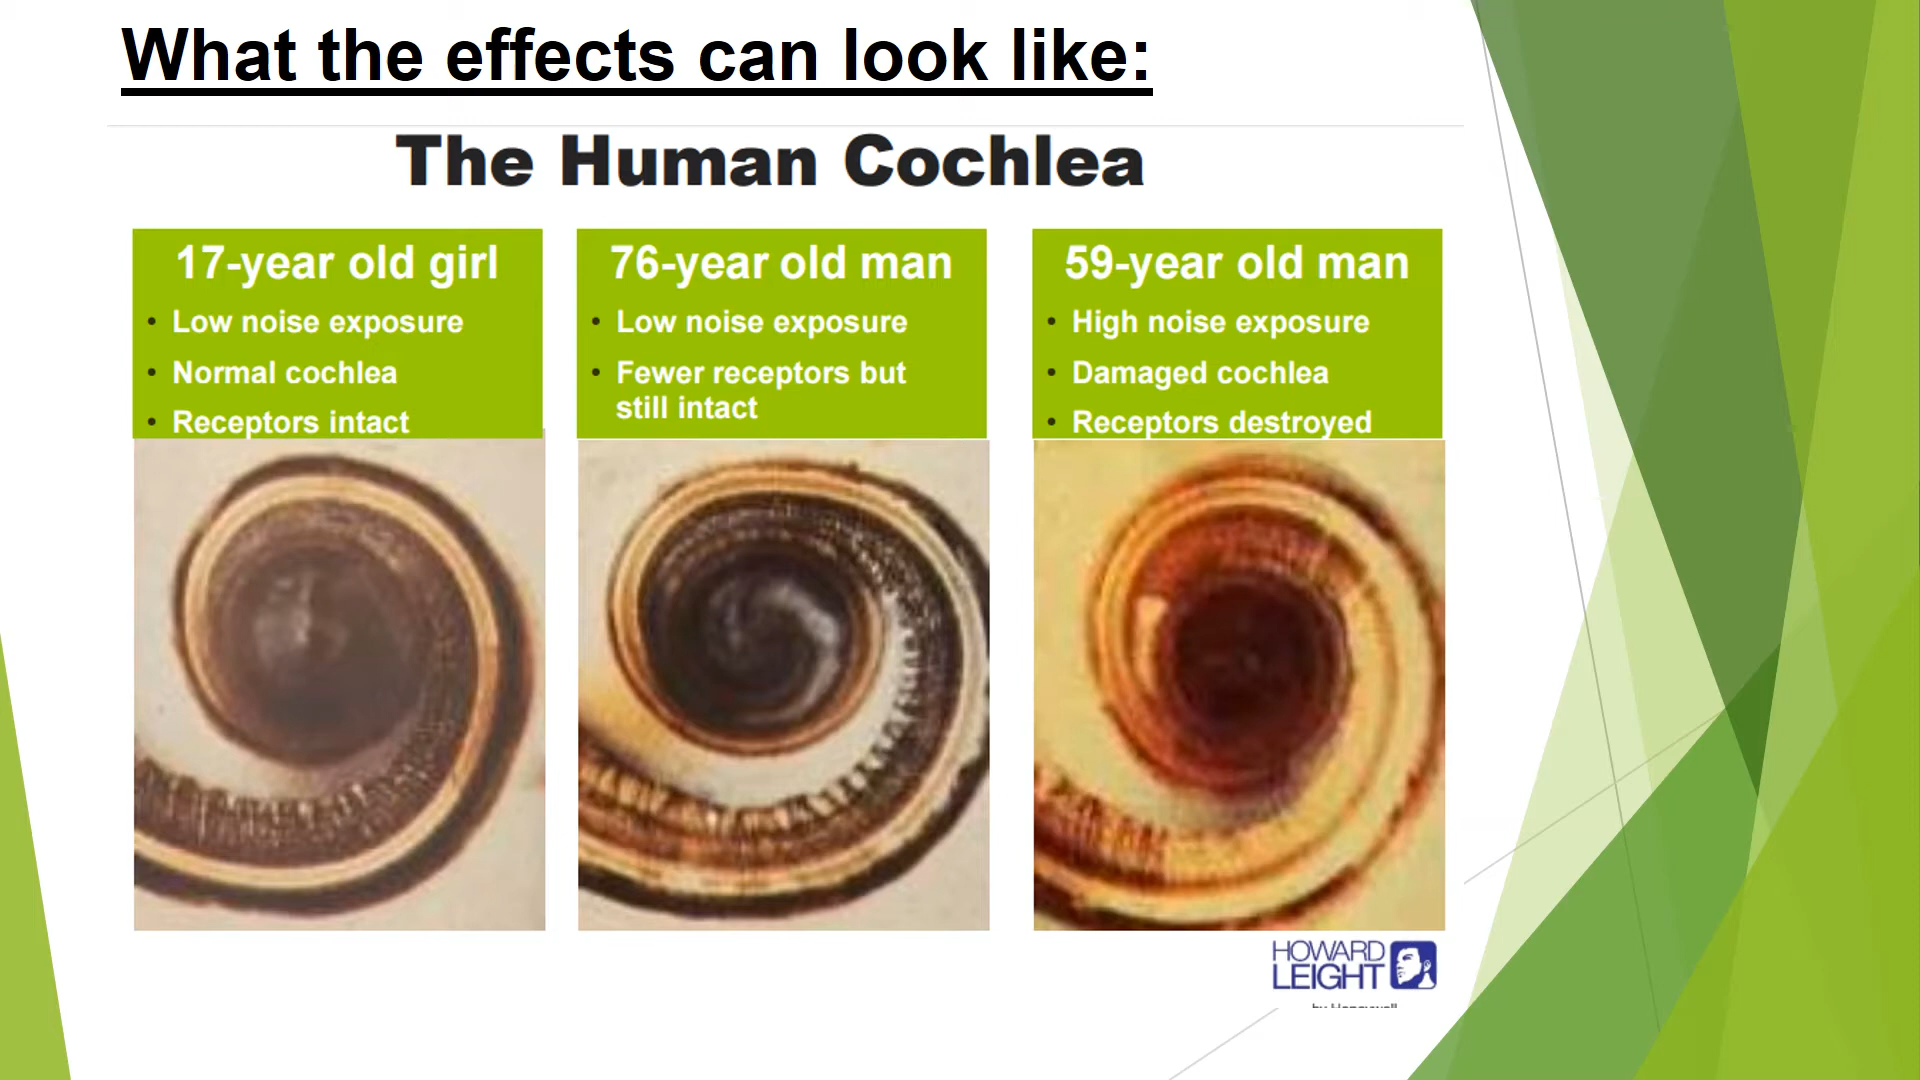 What the effects can look like:
The Human Cochlea
17-year old girl
• Low noise exposure
• Normal cochlea
• Receptors intact
76-year old man
• Low noise exposure
• Fewer receptors but
still intact
59-year old man
• High noise exposure
• Damaged cochlea
• Receptors destroyed
HOWARD
LEIGHT
by Honeywell